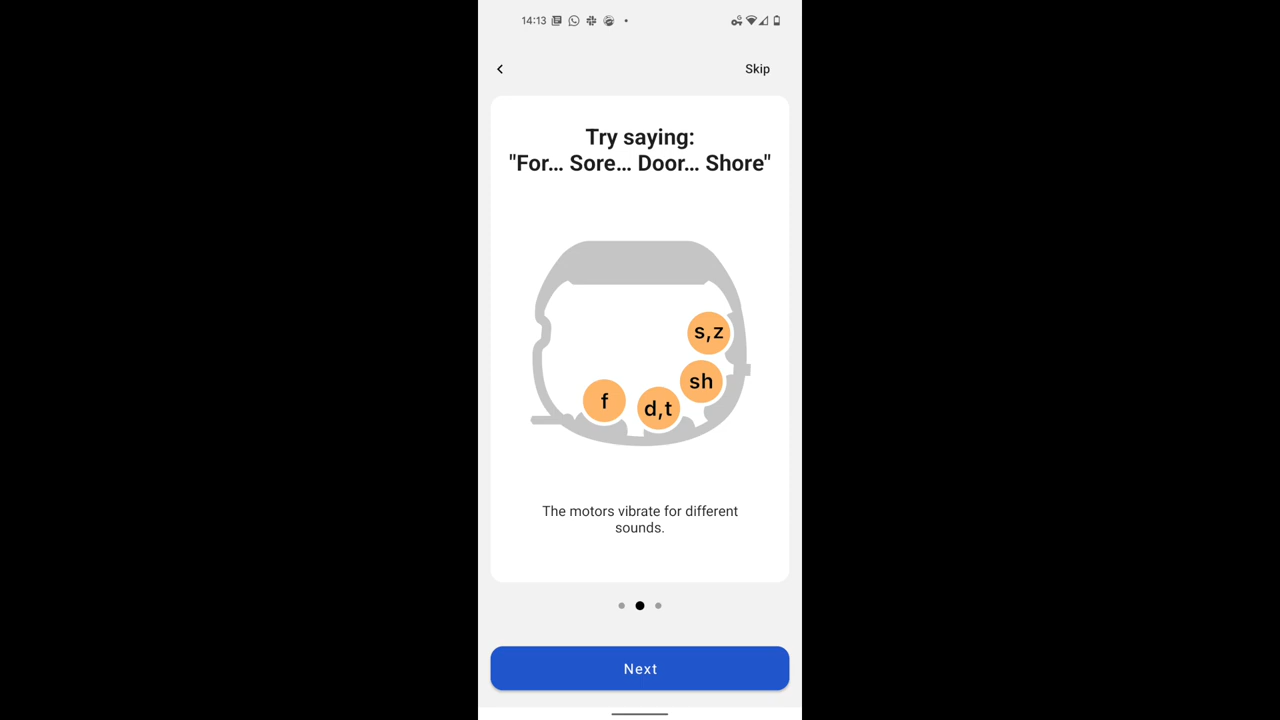 14:13
Skip
Try saying:
"For... Sore... Door... Shore"
s,z
sh
f
d,t
The motors vibrate for different
sounds.
Next